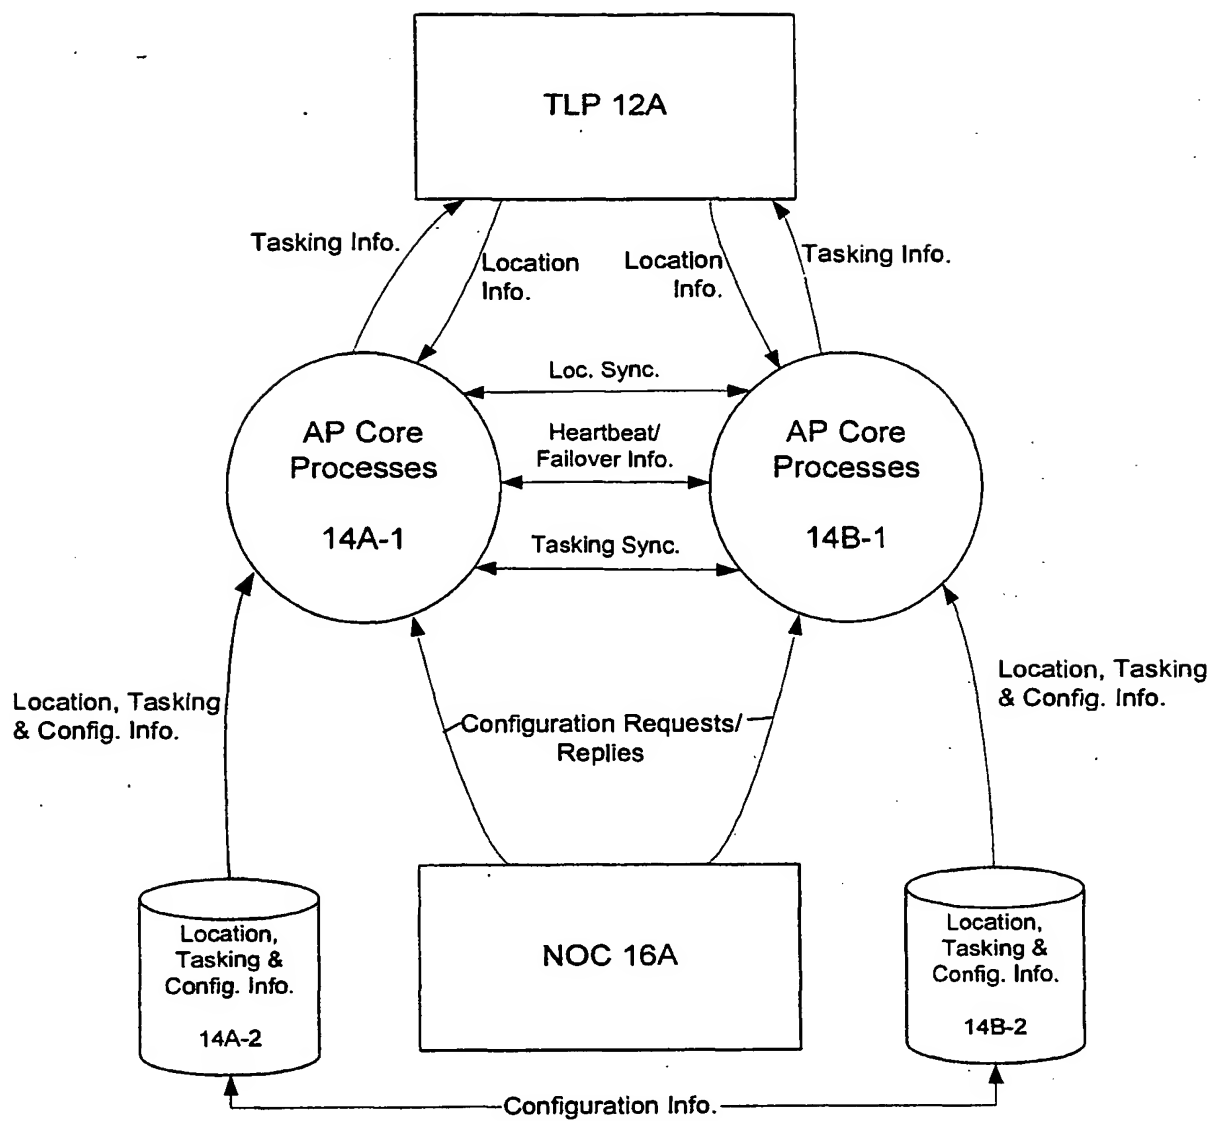 TLP 12A
Tasking Info.
Location
Info.
Location
Info.
Tasking Info.
Loc. Sync.
AP Core
Processes
14A-1
Heartbeat/
Failover Info.
AP Core
Processes
14B-1
Tasking Sync.
Location, Tasking
& Config. Info.
Configuration Requests/
Replies
Location, Tasking
& Config. Info.
Location,
Tasking &
Config. Info.
14A-2
NOC 16A
Location,
Tasking &
Config. Info.
14B-2
Configuration Info.